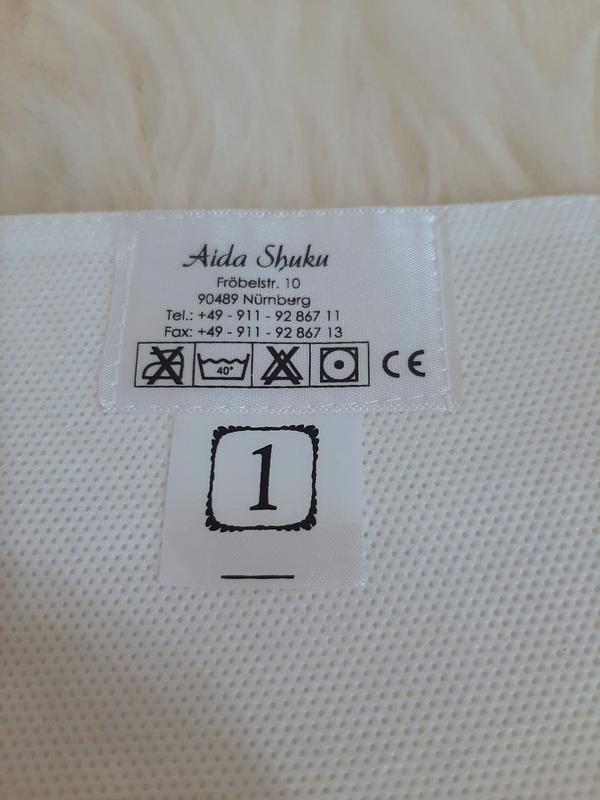 Aida Shuku
Fröbelstr. 10
90489 Nürnberg
Tel.: +49 - 911 - 92 867 11
Fax: +49 - 911 - 92 867 13
40° CE
1